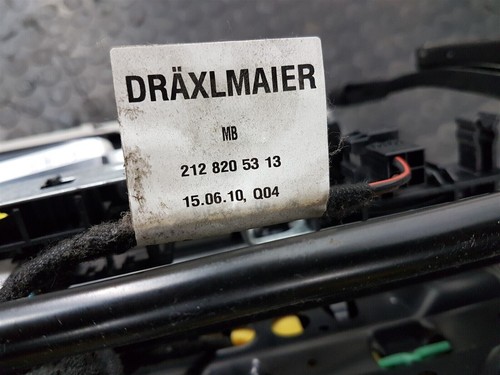 DRÄXLMAIER
MB
212 820 53 13
15.06.10, Q04